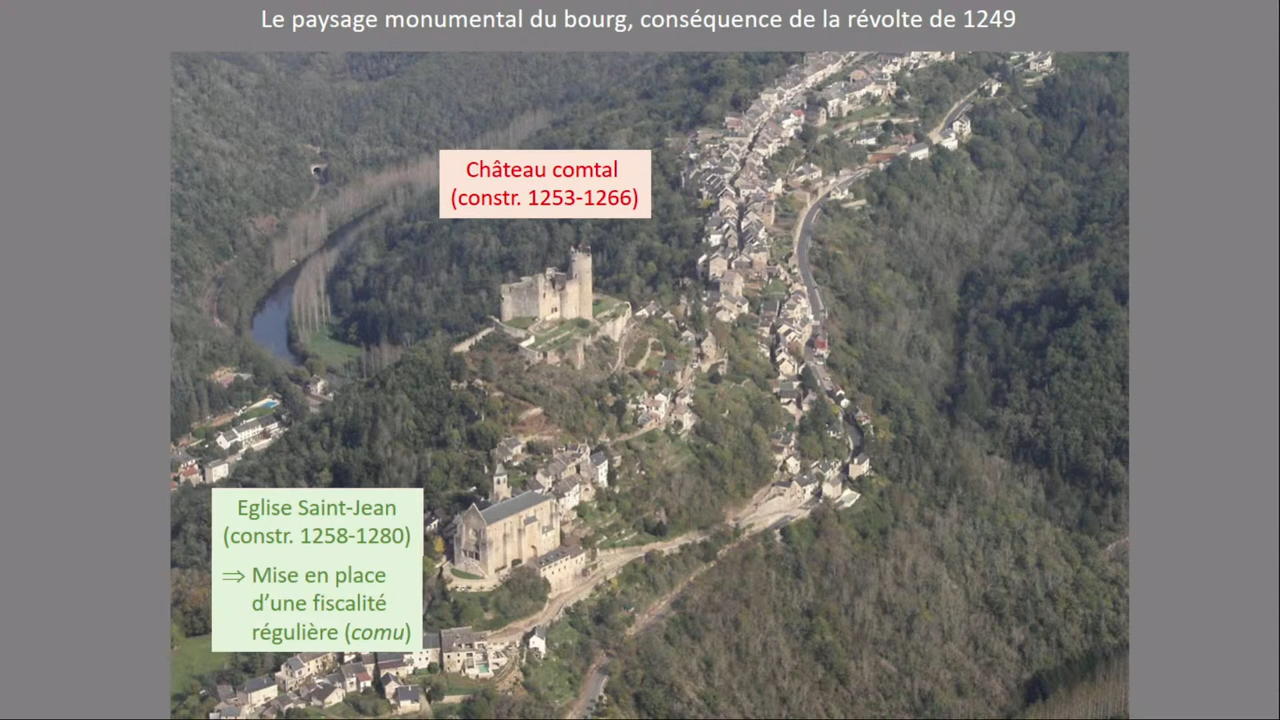 Le paysage monumental du bourg, conséquence de la révolte de 1249
Château comtal
(constr. 1253-1266)
Eglise Saint-Jean
(constr. 1258-1280)
⇒ Mise en place
d’une fiscalité
régulière (comu)